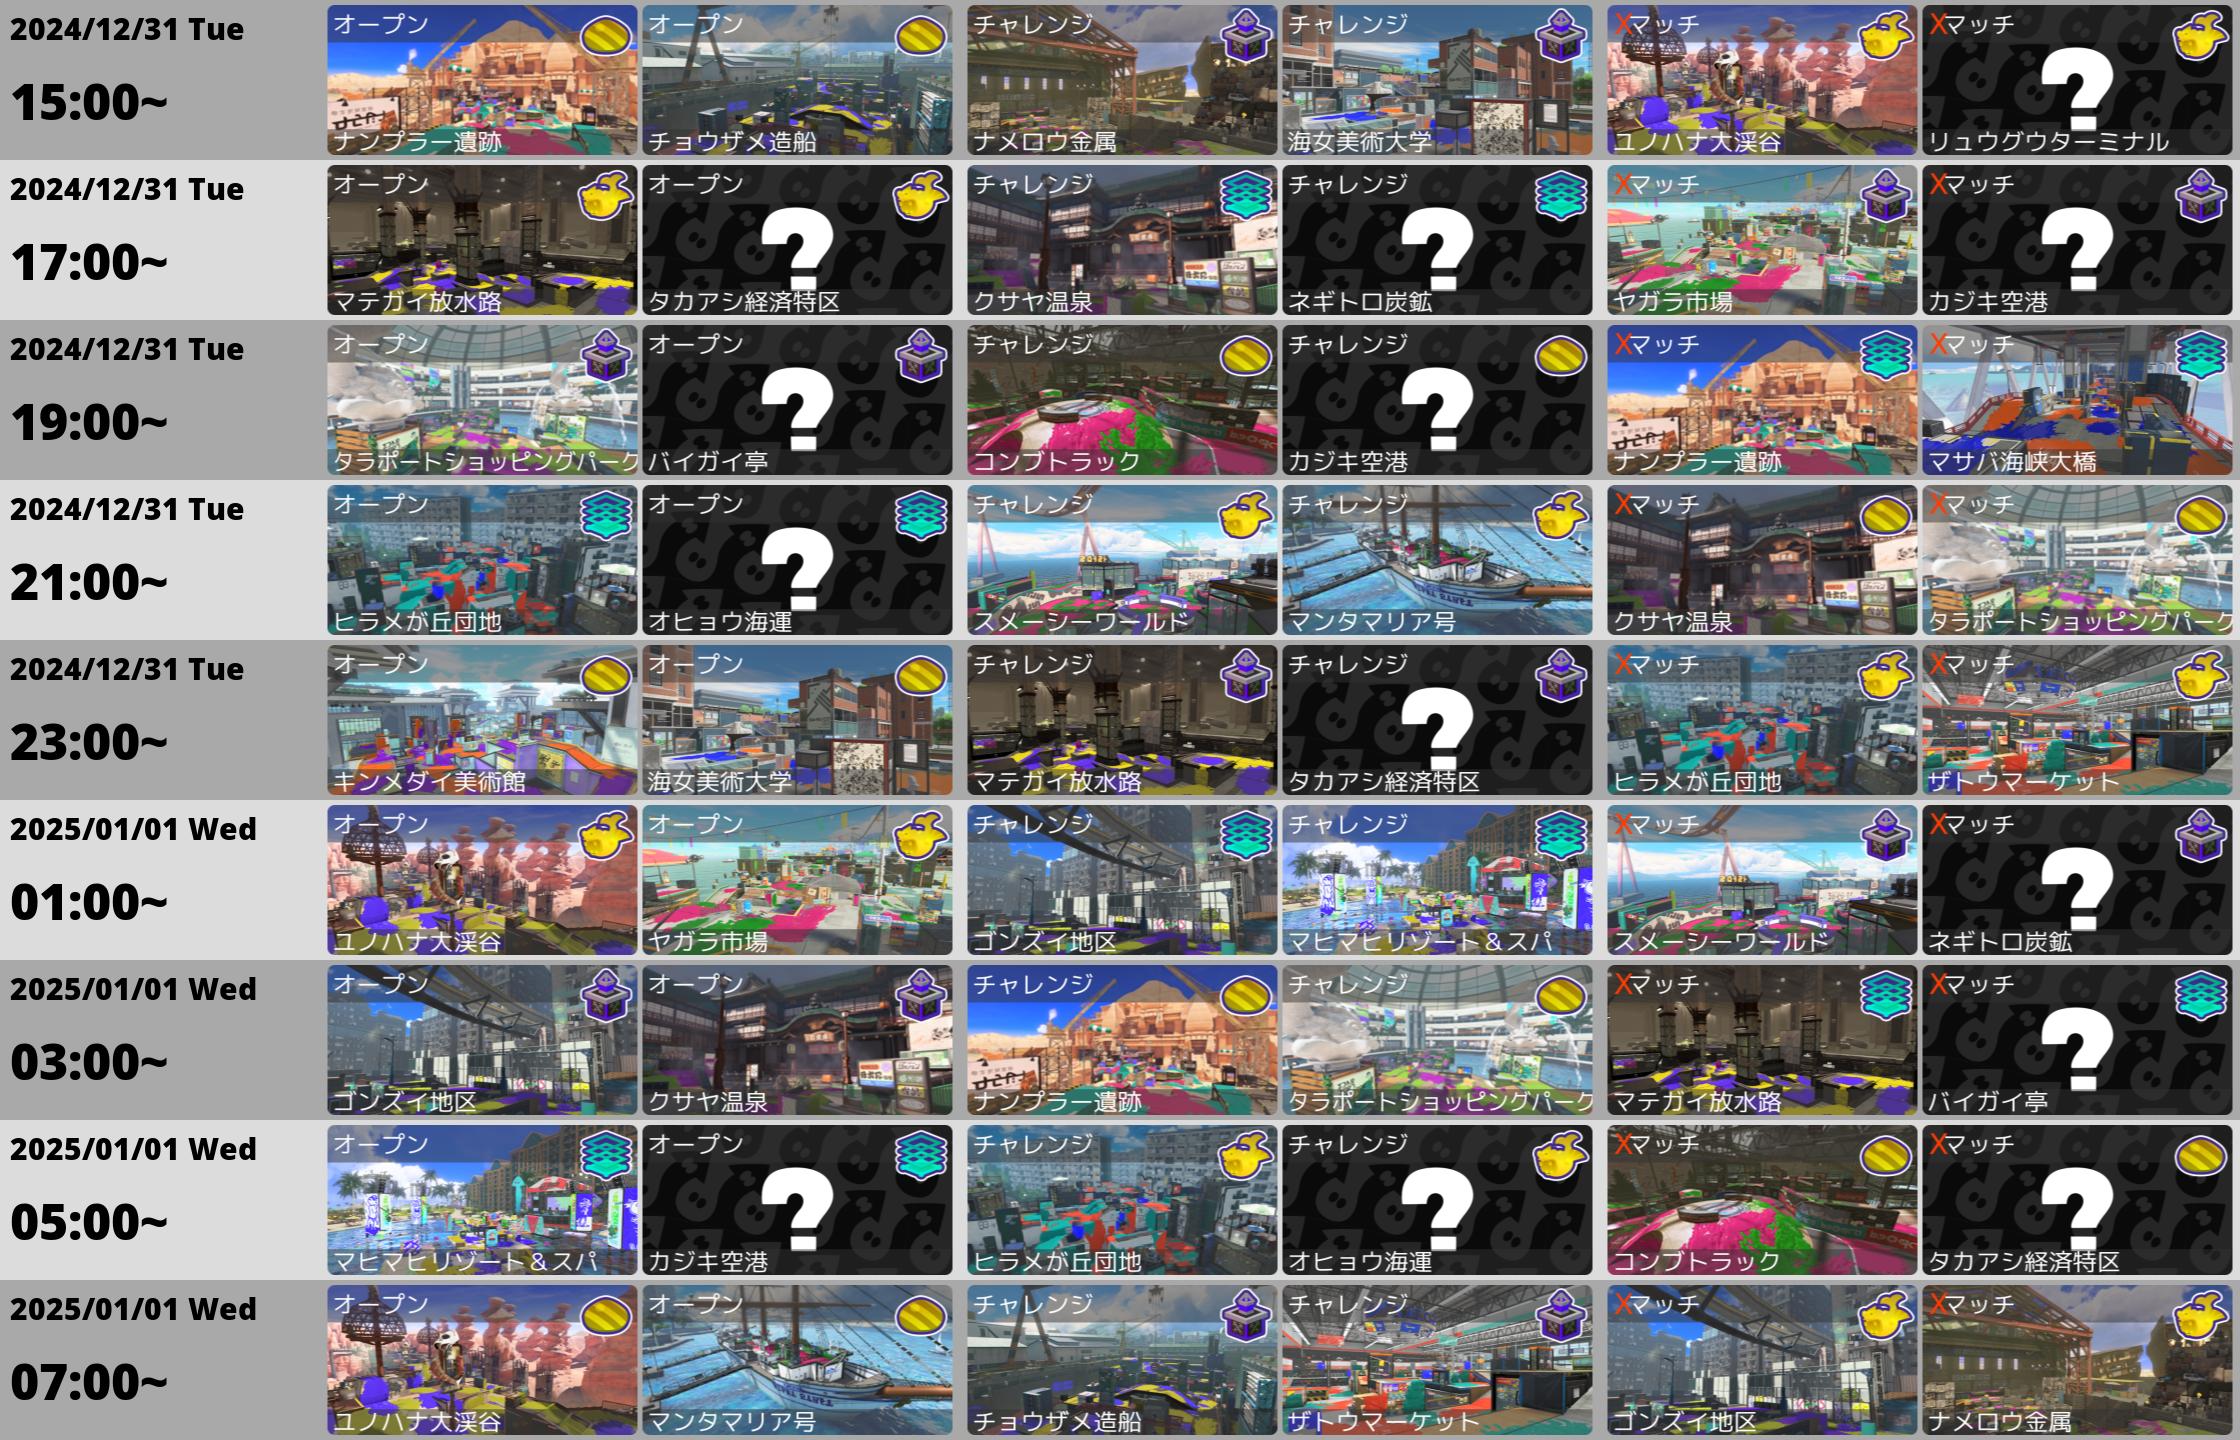 2024/12/31 Tue
15:00~
オープン
ナンプラー遺跡
オープン
チョウザメ造船
チャレンジ
ナメロウ金属
チャレンジ
海女美術大学
Xマッチ
ユノハナ大渓谷
Xマッチ
?
リュウグウターミナル
2024/12/31 Tue
17:00~
オープン
マテガイ放水路
オープン
?
タカアシ経済特区
チャレンジ
クサヤ温泉
チャレンジ
?
ネギトロ炭鉱
Xマッチ
ヤガラ市場
Xマッチ
?
カジキ空港
2024/12/31 Tue
19:00~
オープン
タラポートショッピングパーク
オープン
?
バイガイ亭
チャレンジ
コンブトラック
チャレンジ
?
カジキ空港
Xマッチ
ナンプラー遺跡
Xマッチ
マサバ海峡大橋
2024/12/31 Tue
21:00~
オープン
ヒラメが丘団地
オープン
?
オヒョウ海運
チャレンジ
スメーシーワールド
チャレンジ
マンタマリア号
Xマッチ
クサヤ温泉
Xマッチ
タラポートショッピングパーク
2024/12/31 Tue
23:00~
オープン
キンメダイ美術館
オープン
海女美術大学
チャレンジ
マテガイ放水路
チャレンジ
?
タカアシ経済特区
Xマッチ
ヒラメが丘団地
Xマッチ
ザトウマーケット
2025/01/01 Wed
01:00~
オープン
ユノハナ大渓谷
オープン
ヤガラ市場
チャレンジ
ゴンズイ地区
チャレンジ
マヒマヒリゾート＆スパ
Xマッチ
スメーシーワールド
Xマッチ
?
ネギトロ炭鉱
2025/01/01 Wed
03:00~
オープン
ゴンズイ地区
オープン
クサヤ温泉
チャレンジ
ナンプラー遺跡
チャレンジ
タラポートショッピングパーク
Xマッチ
マテガイ放水路
Xマッチ
?
バイガイ亭
2025/01/01 Wed
05:00~
オープン
マヒマヒリゾート＆スパ
オープン
?
カジキ空港
チャレンジ
ヒラメが丘団地
チャレンジ
?
オヒョウ海運
Xマッチ
コンブトラック
Xマッチ
?
タカアシ経済特区
2025/01/01 Wed
07:00~
オープン
ユノハナ大渓谷
オープン
マンタマリア号
チャレンジ
チョウザメ造船
チャレンジ
ザトウマーケット
Xマッチ
ゴンズイ地区
Xマッチ
ナメロウ金属